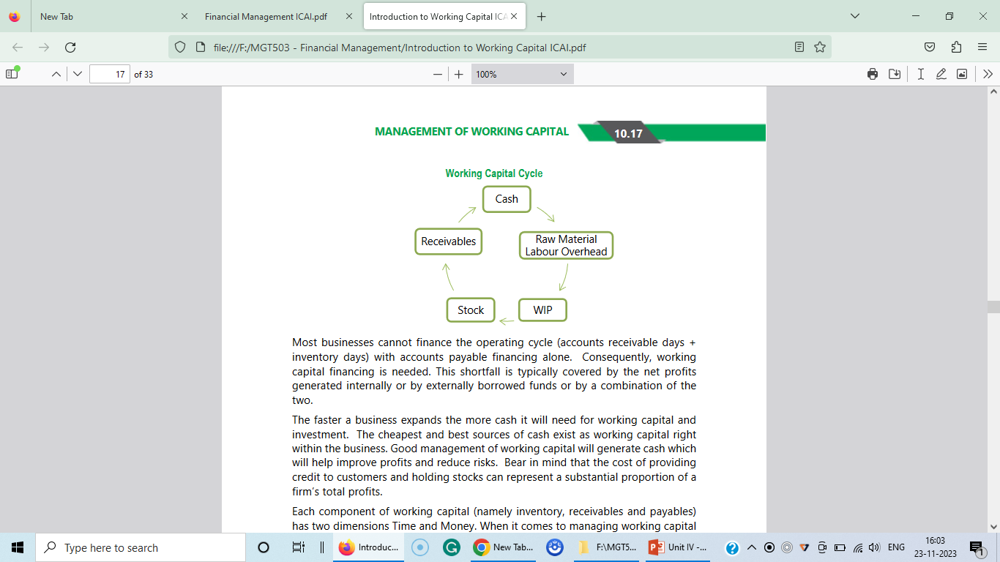 New Tab
Financial Management ICAI.pdf
Introduction to Working Capital ICA
file:///F:/MGT503 - Financial Management/Introduction to Working Capital ICAI.pdf
17 of 33
100%
MANAGEMENT OF WORKING CAPITAL 10.17
Working Capital Cycle
Cash
Receivables
Raw Material
Labour Overhead
Stock
WIP
Most businesses cannot finance the operating cycle (accounts receivable days +
inventory days) with accounts payable financing alone. Consequently, working
capital financing is needed. This shortfall is typically covered by the net profits
generated internally or by externally borrowed funds or by a combination of the
two.
The faster a business expands the more cash it will need for working capital and
investment. The cheapest and best sources of cash exist as working capital right
within the business. Good management of working capital will generate cash which
will help improve profits and reduce risks. Bear in mind that the cost of providing
credit to customers and holding stocks can represent a substantial proportion of a
firm's total profits.
Each component of working capital (namely inventory, receivables and payables)
has two dimensions Time and Money. When it comes to managing working capital
Type here to search
Introduc...
New Tab...
F:\MGT5...
Unit IV -...
ENG
16:03
23-11-2023
1